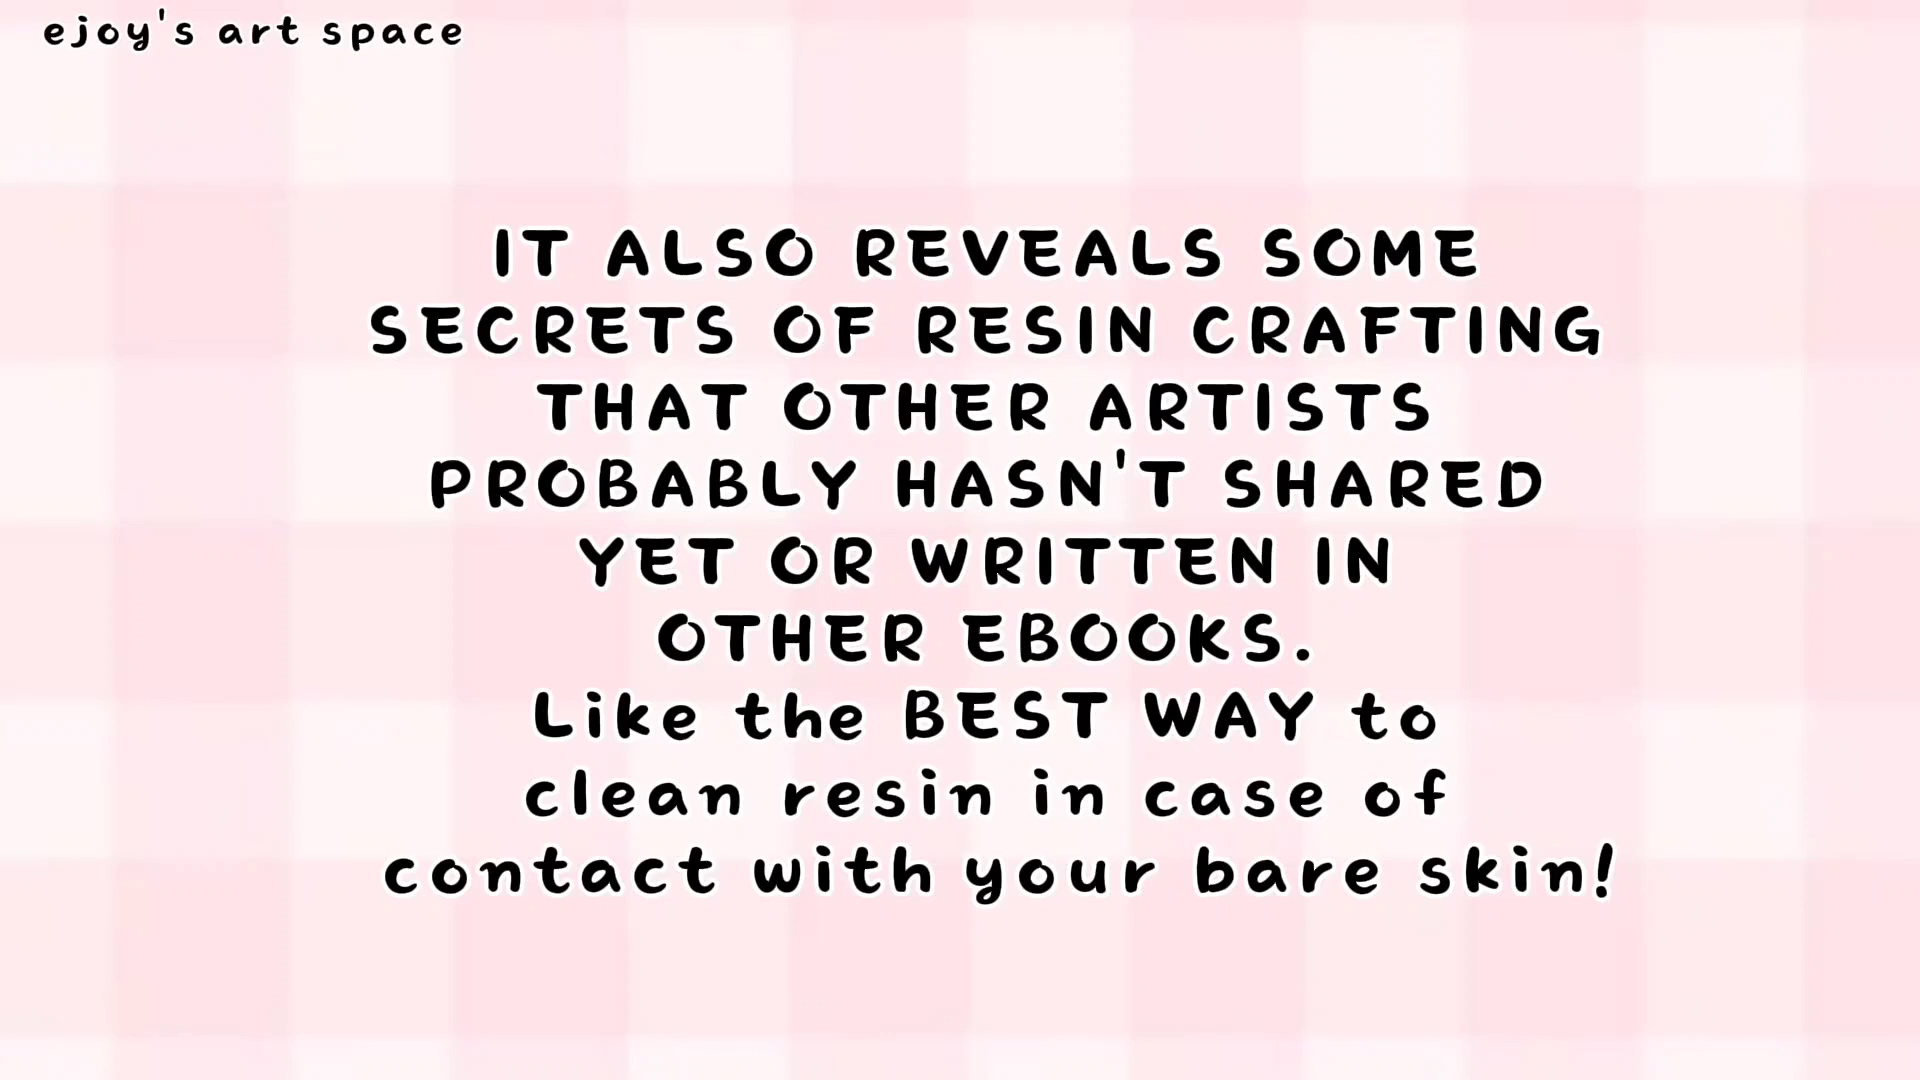 ejoy's art space
IT ALSO REVEALS SOME
SECRETS OF RESIN CRAFTING
THAT OTHER ARTISTS
PROBABLY HASN'T SHARED
YET OR WRITTEN IN
OTHER EBOOKS.
Like the BEST WAY to
clean resin in case of
contact with your bare skin!